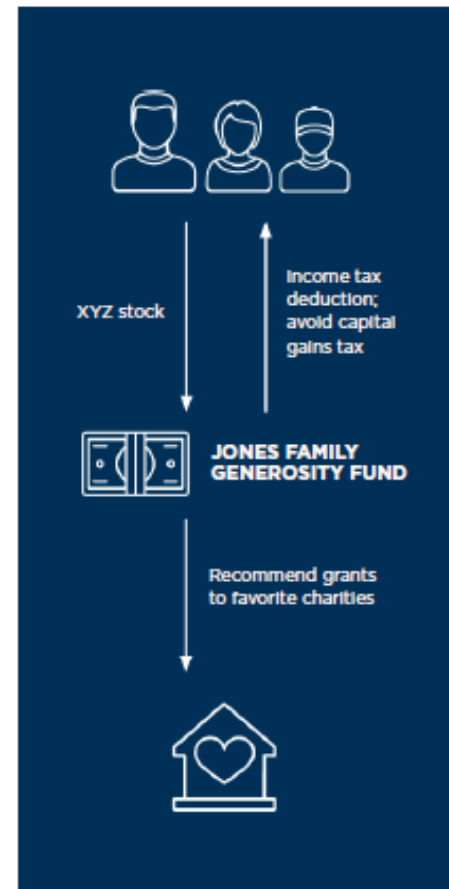 XYZ stock
Income tax
deduction;
avoid capital
gains tax
JONES FAMILY
GENEROSITY FUND
Recommend grants
to favorite charities